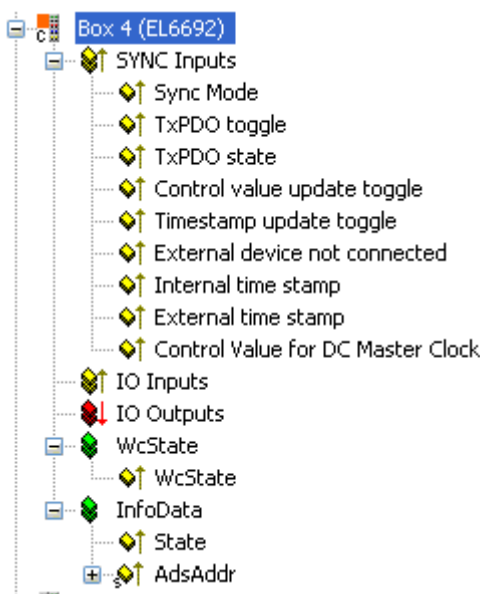 Box 4 (EL6692)
SYNC Inputs
Sync Mode
TxPDO toggle
TxPDO state
Control value update toggle
Timestamp update toggle
External device not connected
Internal time stamp
External time stamp
Control Value for DC Master Clock
IO Inputs
IO Outputs
WcState
WcState
InfoData
State
AdsAddr